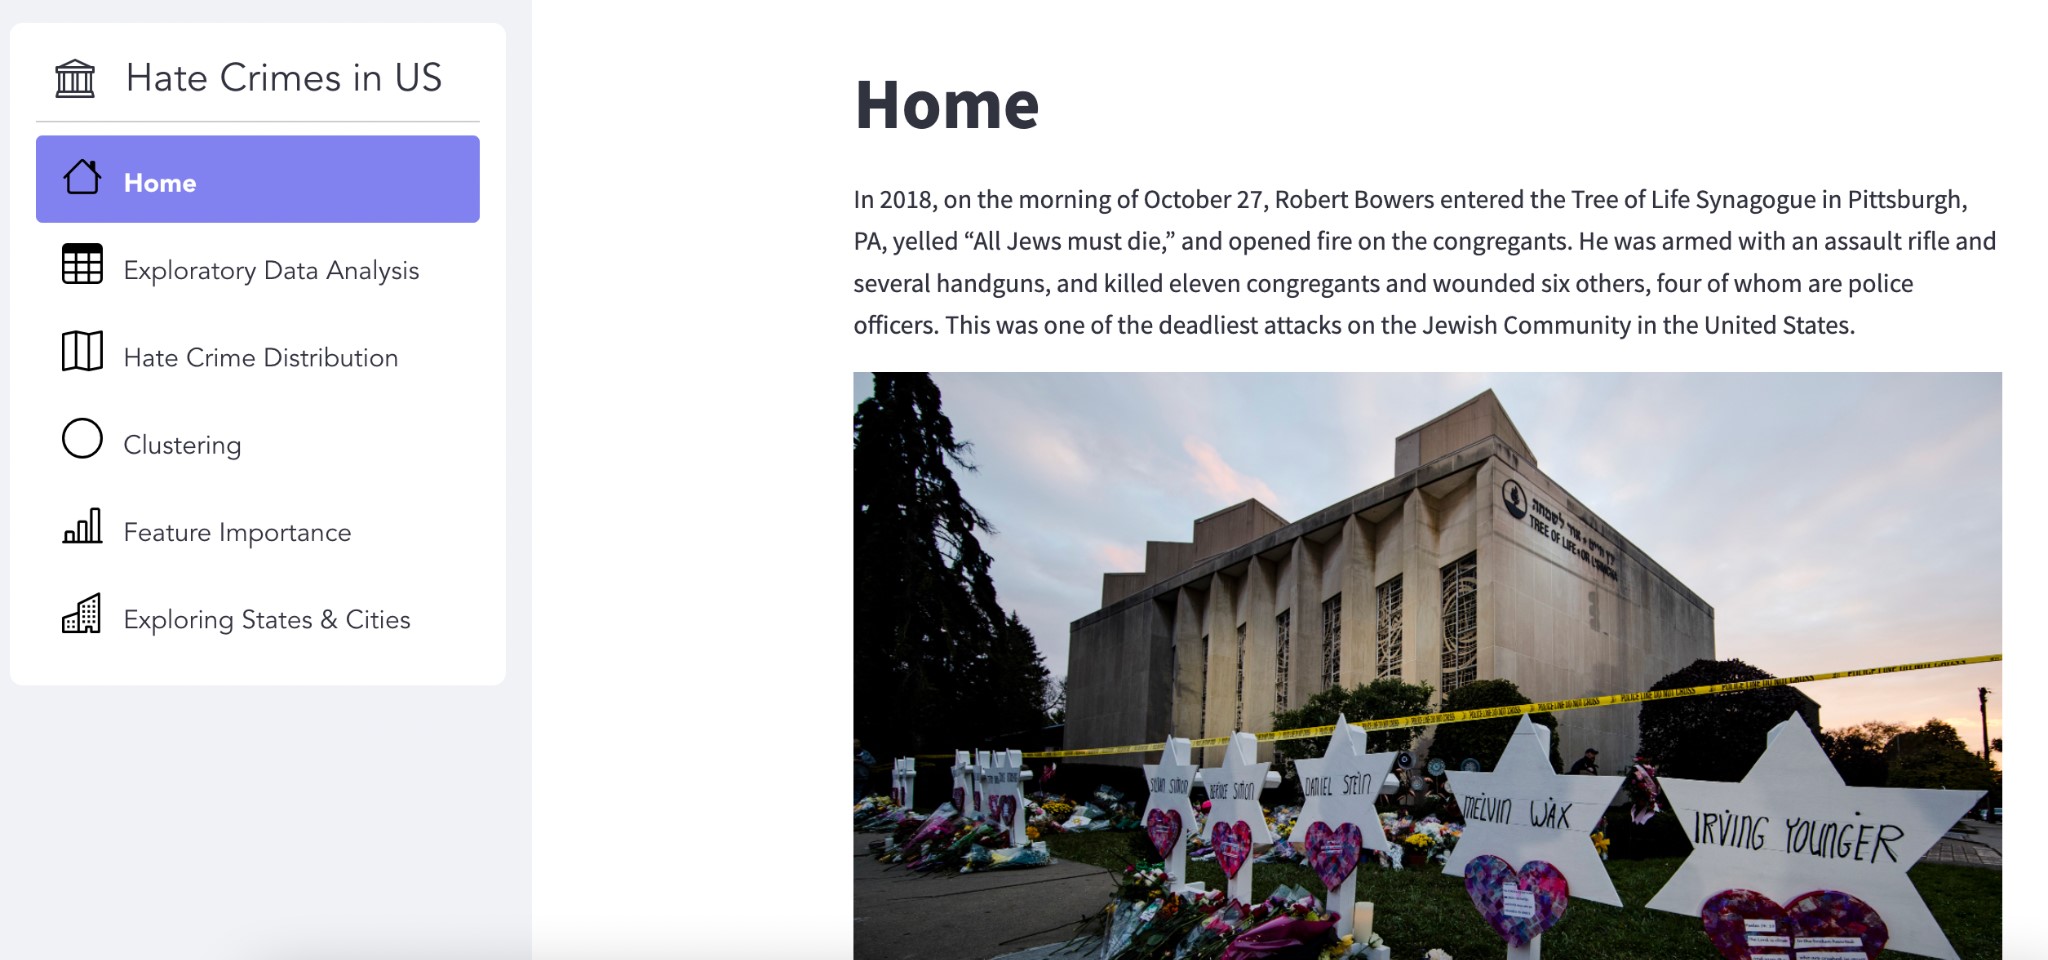 Hate Crimes in US
Home
Exploratory Data Analysis
Hate Crime Distribution
Clustering
Feature Importance
Exploring States & Cities
Home
In 2018, on the morning of October 27, Robert Bowers entered the Tree of Life Synagogue in Pittsburgh,
PA, yelled “All Jews must die,” and opened fire on the congregants. He was armed with an assault rifle and
several handguns, and killed eleven congregants and wounded six others, four of whom are police
officers. This was one of the deadliest attacks on the Jewish Community in the United States.
TREE OF LIFE
POLICE LINE DO NOT CROSS
SIMON
SIMON
DANIEL STEIN
MELVIN WAX
IRVING YOUNGER